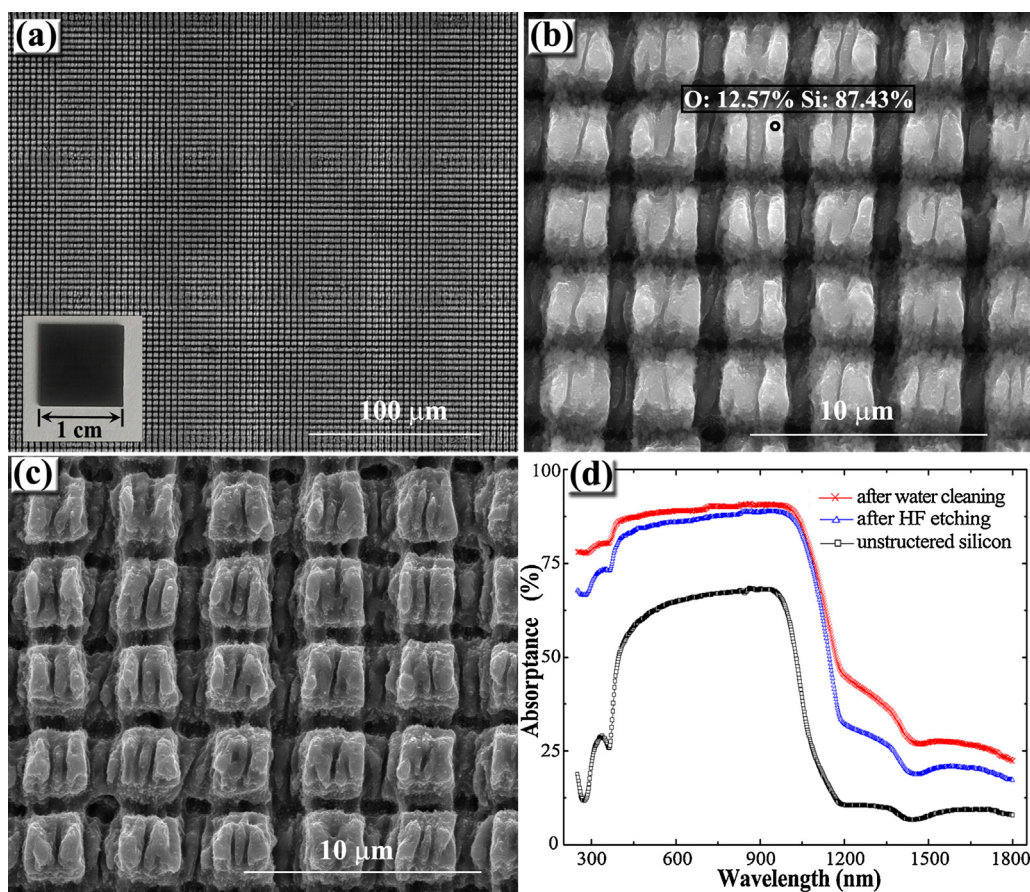 (a)
1 cm
100 μm
(b)
O: 12.57% Si: 87.43%
10 μm
(c)
10 μm
(d)
100
75
50
25
0
Absorptance (%)
after water cleaning
after HF etching
unstructered silicon
300 600 900 1200 1500 1800
Wavelength (nm)